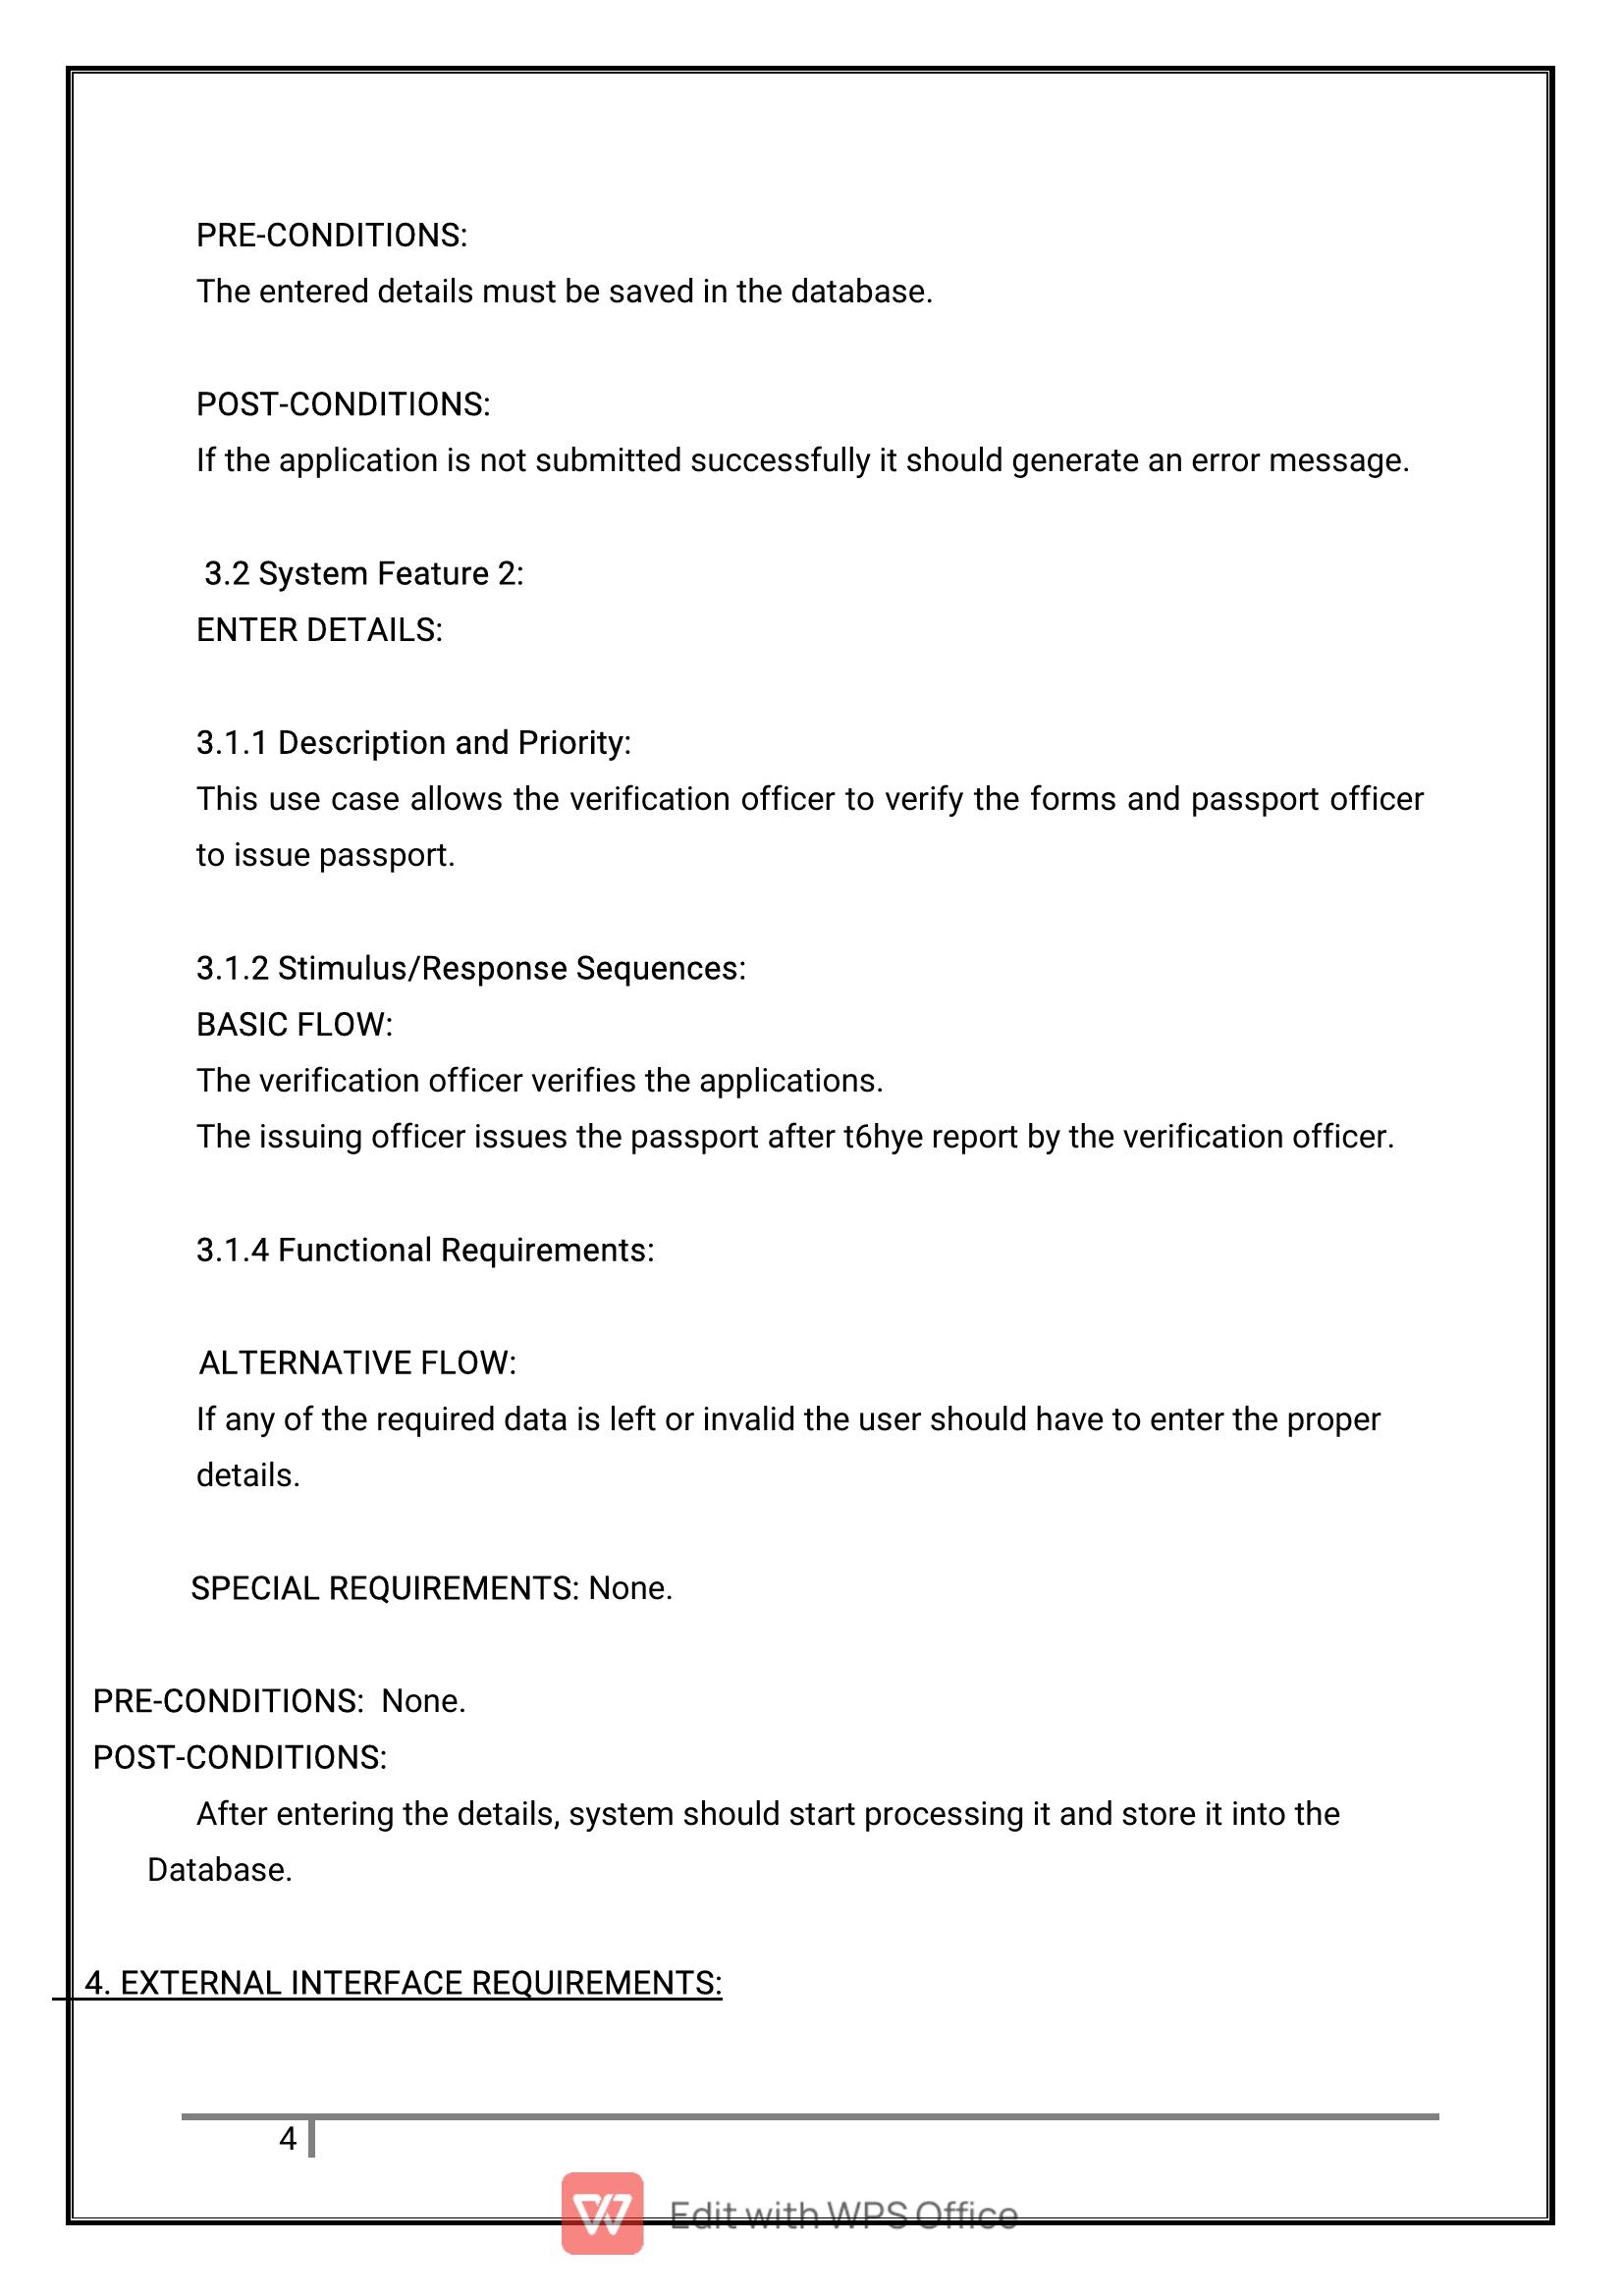 PRE-CONDITIONS:
The entered details must be saved in the database.
POST-CONDITIONS:
If the application is not submitted successfully it should generate an error message.
3.2 System Feature 2:
ENTER DETAILS:
3.1.1 Description and Priority:
This use case allows the verification officer to verify the forms and passport officer
to issue passport.
3.1.2 Stimulus/Response Sequences:
BASIC FLOW:
The verification officer verifies the applications.
The issuing officer issues the passport after t6hye report by the verification officer.
3.1.4 Functional Requirements:
ALTERNATIVE FLOW:
If any of the required data is left or invalid the user should have to enter the proper
details.
SPECIAL REQUIREMENTS: None.
PRE-CONDITIONS:  None.
POST-CONDITIONS:
After entering the details, system should start processing it and store it into the
Database.
4. EXTERNAL INTERFACE REQUIREMENTS:
4
Edit with WPS Office